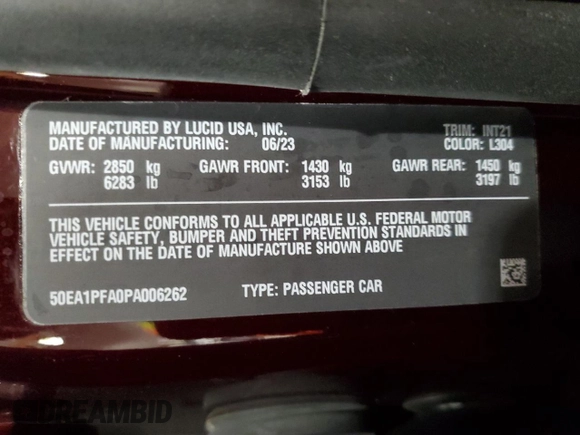 MANUFACTURED BY LUCID USA, INC. TRIM: INT21
DATE OF MANUFACTURING: 06/23 COLOR: L304
GVWR: 2850 kg GAWR FRONT: 1430 kg GAWR REAR: 1450 kg
6283 lb 3153 lb 3197 lb
THIS VEHICLE CONFORMS TO ALL APPLICABLE U.S. FEDERAL MOTOR
VEHICLE SAFETY, BUMPER AND THEFT PREVENTION STANDARDS IN
EFFECT ON THE DATE OF MANUFACTURE SHOWN ABOVE
50EA1PFA0PA006262 TYPE: PASSENGER CAR
DREAMBID